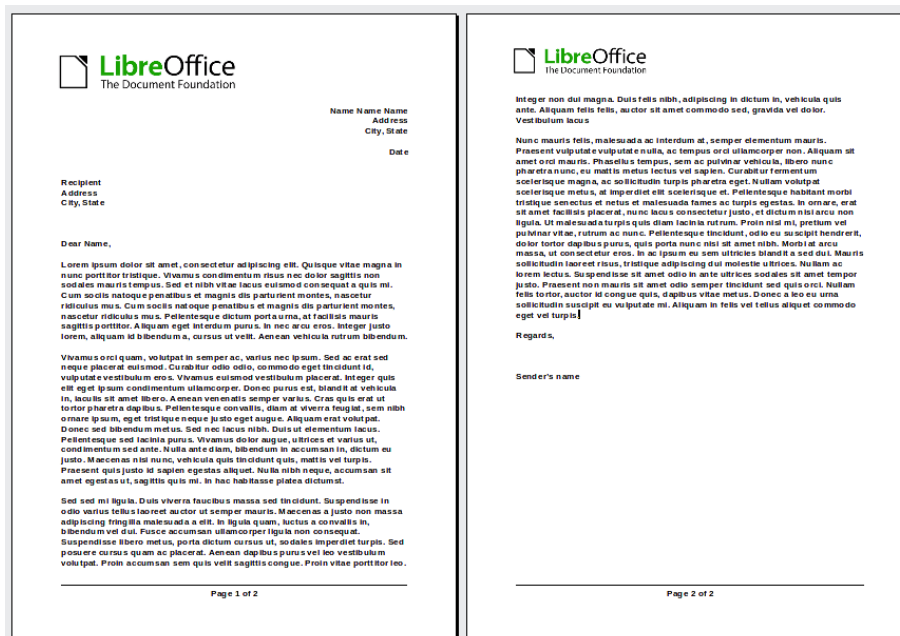 LibreOffice
The Document Foundation
Name Name Name
Address
City, State
Date
Recipient
Address
City, State
Dear Name,
Lorem ipsum dolor sit amet, consectetur adipiscing elit. Quisque vitae magna in
nunc porttitor tristique. Vivamus condimentum risus nec dolor sagittis non
sodales mauris tempus. Sed et nibh vitae lacus euismod consequat a quis mi.
Cum sociis natoque penatibus et magnis dis parturient montes, nascetur
ridiculus mus. Cum sociis natoque penatibus et magnis dis parturient montes,
nascetur ridiculus mus. Pellentesque dictum porta urna, at facilisis mauris
sagittis porttitor. Aliquam eget interdum purus. In nec arcu eros. Integer justo
lorem, aliquam id bibendum a, cursus ut velit. Aenean vehicula rutrum bibendum.
Vivamus orci quam, volutpat in semper ac, varius nec ipsum. Sed ac erat sed
neque placerat euismod. Curabitur odio odio, commodo eget tincidunt id,
vulputate vestibulum eros. Vivamus euismod vestibulum placerat. Integer quis
elit eget ipsum condimentum ullamcorper. Donec purus est, blandit at vehicula
in, iaculis sit amet libero. Aenean venenatis semper varius. Cras quis erat ut
tortor pharetra dapibus. Pellentesque convallis, diam at viverra feugiat, sem nibh
ornare ipsum, eget tristique neque justo eget augue. Aliquam erat volutpat.
Donec sed bibendum metus. Sed nec lacus nibh. Duis ut elementum lacus.
Pellentesque sed lacinia purus. Vivamus dolor augue, ultrices et varius ut,
condimentum sed ante. Nulla ante diam, bibendum in accumsan in, dictum eu
justo. Maecenas nisi nunc, vehicula quis tincidunt quis, mattis vel turpis.
Praesent quis justo id sapien egestas aliquet. Nulla nibh neque, accumsan sit
amet egestas ut, sagittis quis mi. In hac habitasse platea dictumst.
Sed sed mi ligula. Duis viverra faucibus massa sed tincidunt. Suspendisse in
odio varius tellus laoreet auctor ut semper mauris. Maecenas a justo non massa
adipiscing fringilla malesuada a elit. In ligula quam, luctus a convallis in,
bibendum vel dui. Fusce accumsan ullamcorper ligula non consequat.
Suspendisse libero metus, porta dictum cursus ut, sodales imperdiet turpis. Sed
posuere cursus quam ac placerat. Aenean dapibus purus vel leo vestibulum
volutpat. Proin accumsan sem quis velit sagittis congue. Proin vitae porttitor leo.
Page 1 of 2
LibreOffice
The Document Foundation
Integer non dui magna. Duis felis nibh, adipiscing in dictum in, vehicula quis
ante. Aliquam felis felis, auctor sit amet commodo sed, gravida vel dolor.
Vestibulum lacus
Nunc mauris felis, malesuada ac interdum at, semper elementum mauris.
Praesent vulputate vulputate nulla, ac tempus orci ullamcorper non. Aliquam sit
amet orci mauris. Phasellus tempus, sem ac pulvinar vehicula, libero nunc
pharetra nunc, eu mattis metus lectus vel sapien. Curabitur fermentum
scelerisque magna, ac sollicitudin turpis pharetra eget. Nullam volutpat
scelerisque metus, at imperdiet elit scelerisque et. Pellentesque habitant morbi
tristique senectus et netus et malesuada fames ac turpis egestas. In ornare, erat
sit amet facilisis placerat, nunc lacus consectetur justo, et dictum nisi arcu non
ligula. Ut malesuada turpis quis diam lacinia rutrum. Proin nisl mi, pretium vel
pulvinar vitae, rutrum ac nunc. Pellentesque tincidunt, odio eu suscipit hendrerit,
dolor tortor dapibus purus, quis porta nunc nisl sit amet nibh. Morbi at arcu
massa, ut consectetur eros. In ac ipsum eu sem ultricies blandit a sed dui. Mauris
sollicitudin laoreet risus, tristique adipiscing dui molestie ultrices. Nullam ac
lorem lectus. Suspendisse sit amet odio in ante ultrices sodales sit amet tempor
justo. Praesent non mauris sit amet odio semper tincidunt sed quis orci. Nullam
felis tortor, auctor id congue quis, dapibus vitae metus. Donec a leo eu urna
sollicitudin suscipit eu vulputate mi. Aliquam in felis vel tellus aliquet commodo
eget vel turpis.
Regards,
Sender's name
Page 2 of 2